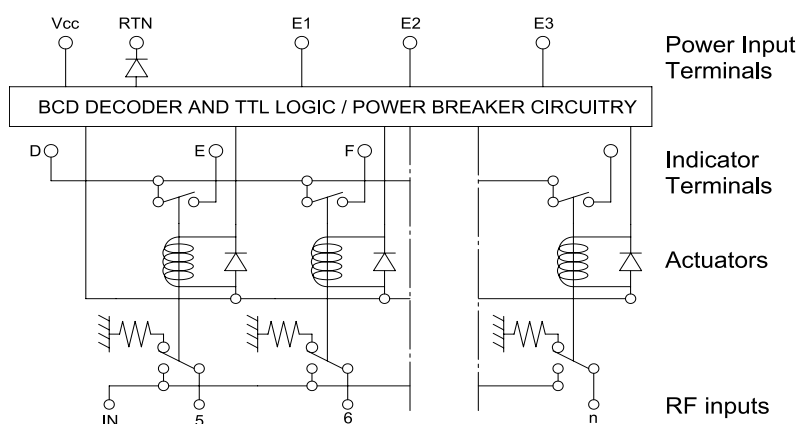 Vcc RTN E1 E2 E3
Power Input
Terminals
BCD DECODER AND TTL LOGIC / POWER BREAKER CIRCUITRY
D E F
Indicator
Terminals
Actuators
IN 5 6 n
RF inputs